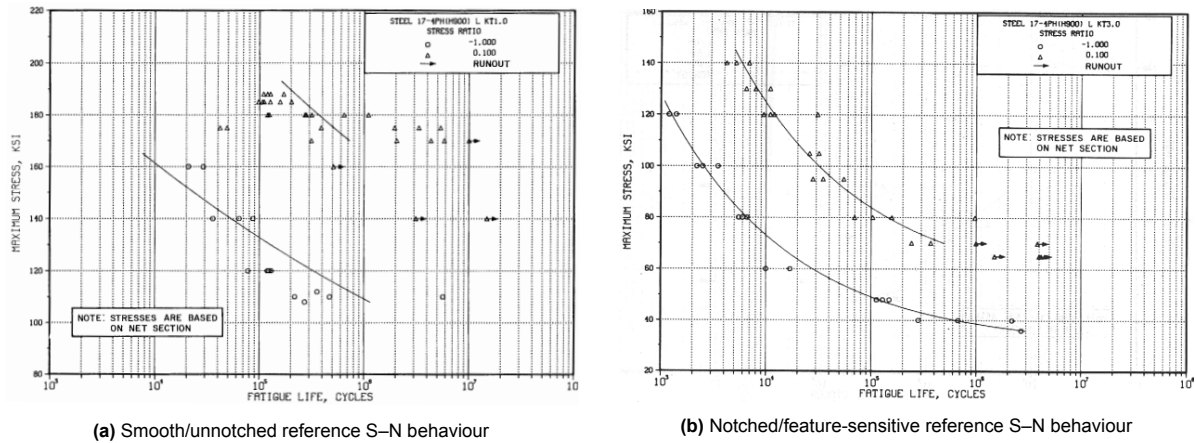 220
200
180
160
140
120
100
80
MAXIMUM STRESS, KSI
STEEL 17-4PH(H900) L KT1.0
STRESS RATIO
-1.000
0.100
RUNOUT
NOTE: STRESSES ARE BASED
ON NET SECTION
10³ 10⁴ 10⁵ 10⁶ 10⁷ 10
FATIGUE LIFE, CYCLES
(a) Smooth/unnotched reference S–N behaviour
160
140
120
100
80
60
40
20
MAXIMUM STRESS, KSI
STEEL 17-4PH(H900) L KT3.0
STRESS RATIO
-1.000
0.100
RUNOUT
NOTE: STRESSES ARE BASED
ON NET SECTION
10³ 10⁴ 10⁵ 10⁶ 10⁷ 10⁸
FATIGUE LIFE, CYCLES
(b) Notched/feature-sensitive reference S–N behaviour